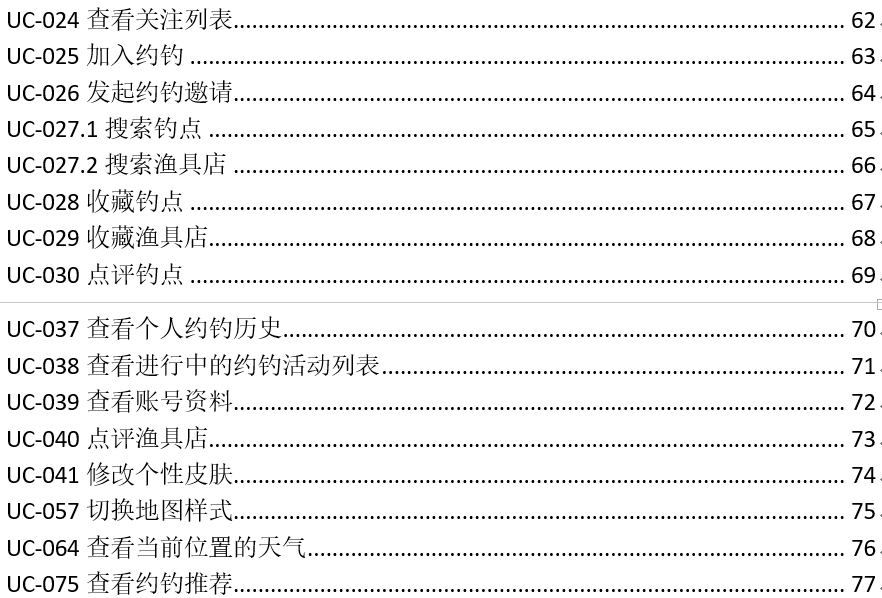 UC-024 查看关注列表........................................ 62
UC-025 加入约钓........................................ 63
UC-026 发起约钓邀请........................................ 64
UC-027.1 搜索钓点........................................ 65
UC-027.2 搜索渔具店........................................ 66
UC-028 收藏钓点........................................ 67
UC-029 收藏渔具店........................................ 68
UC-030 点评钓点........................................ 69
UC-037 查看个人约钓历史........................................ 70
UC-038 查看进行中的约钓活动列表........................................ 71
UC-039 查看账号资料........................................ 72
UC-040 点评渔具店........................................ 73
UC-041 修改个性皮肤........................................ 74
UC-057 切换地图样式........................................ 75
UC-064 查看当前位置的天气........................................ 76
UC-075 查看约钓推荐........................................ 77